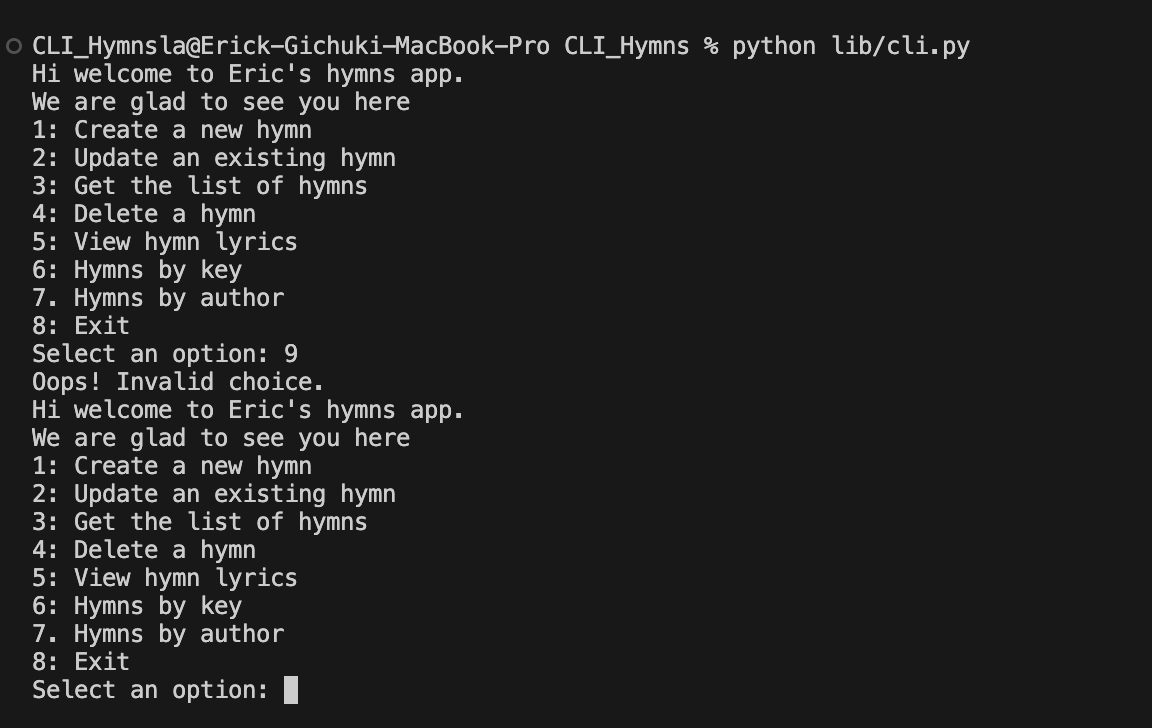 CLI_Hymnsla@Erick-Gichuki-MacBook-Pro CLI_Hymns % python lib/cli.py
Hi welcome to Eric's hymns app.
We are glad to see you here
1: Create a new hymn
2: Update an existing hymn
3: Get the list of hymns
4: Delete a hymn
5: View hymn lyrics
6: Hymns by key
7. Hymns by author
8: Exit
Select an option: 9
Oops! Invalid choice.
Hi welcome to Eric's hymns app.
We are glad to see you here
1: Create a new hymn
2: Update an existing hymn
3: Get the list of hymns
4: Delete a hymn
5: View hymn lyrics
6: Hymns by key
7. Hymns by author
8: Exit
Select an option: